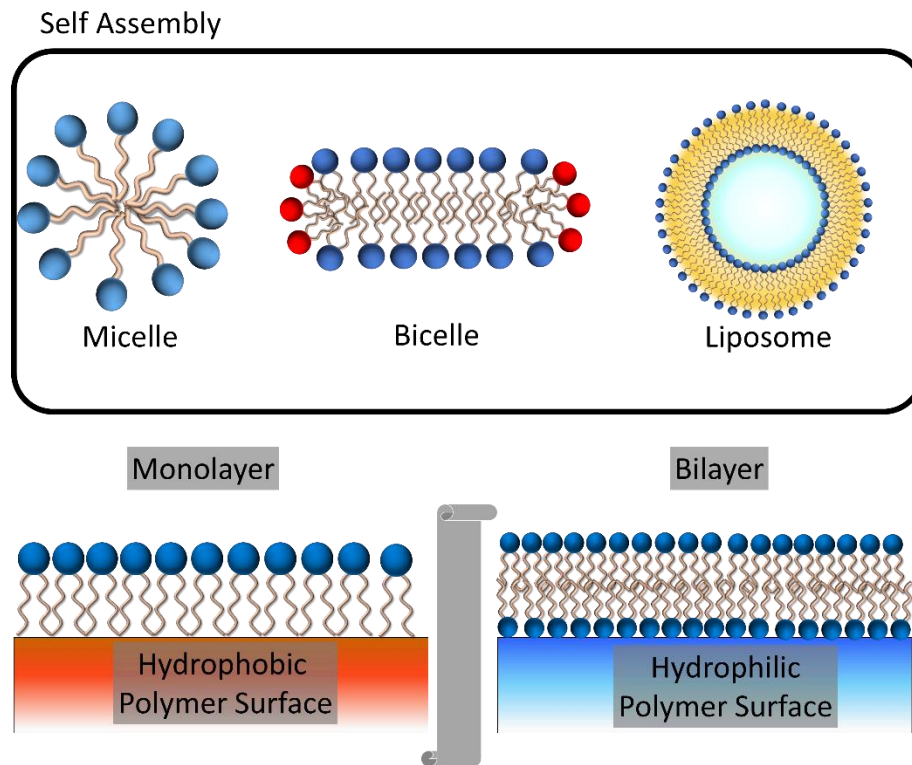 Self Assembly
Micelle
Bicelle
Liposome
Monolayer
Bilayer
Hydrophobic
Polymer Surface
Hydrophilic
Polymer Surface